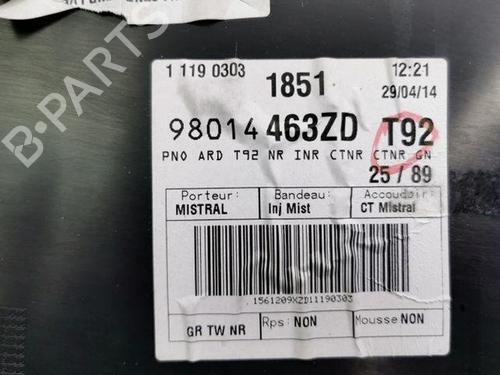 1 119 0303 1851 12:21
29/04/14
98014 463ZD T92
PNO ARD T92 NR INR CTNR CTNR GN
25 / 89
Porteur: Bandeau: Accoudoir:
MISTRAL Inj Mist CT Mistral
1561209XZD11190303
GR TW NR Rps: NON Mousse NON
B-PARTS